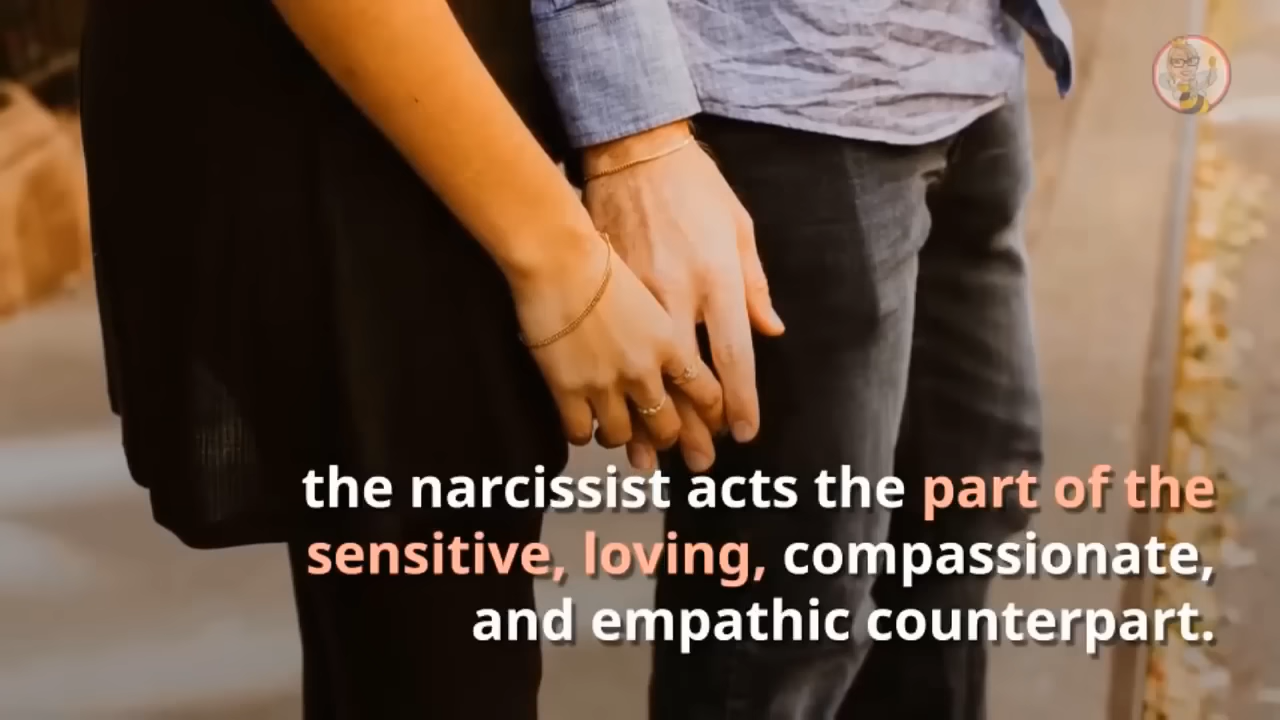 the narcissist acts the part of the
sensitive, loving, compassionate,
and empathic counterpart.